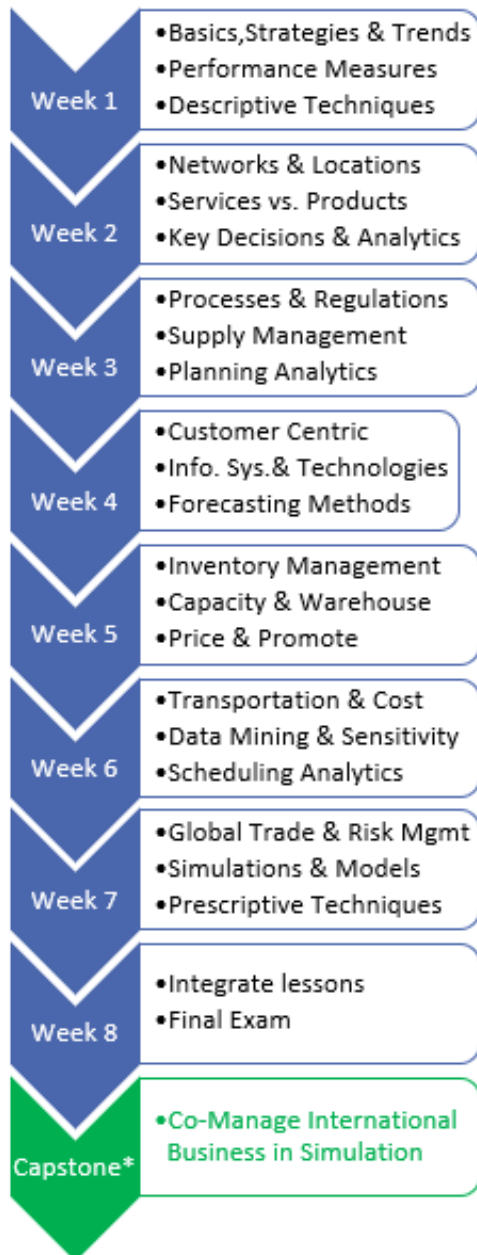 Week 1
•Basics,Strategies & Trends
•Performance Measures
•Descriptive Techniques
Week 2
•Networks & Locations
•Services vs. Products
•Key Decisions & Analytics
Week 3
•Processes & Regulations
•Supply Management
•Planning Analytics
Week 4
•Customer Centric
•Info. Sys.& Technologies
•Forecasting Methods
Week 5
•Inventory Management
•Capacity & Warehouse
•Price & Promote
Week 6
•Transportation & Cost
•Data Mining & Sensitivity
•Scheduling Analytics
Week 7
•Global Trade & Risk Mgmt
•Simulations & Models
•Prescriptive Techniques
Week 8
•Integrate lessons
•Final Exam
Capstone*
•Co-Manage International
Business in Simulation